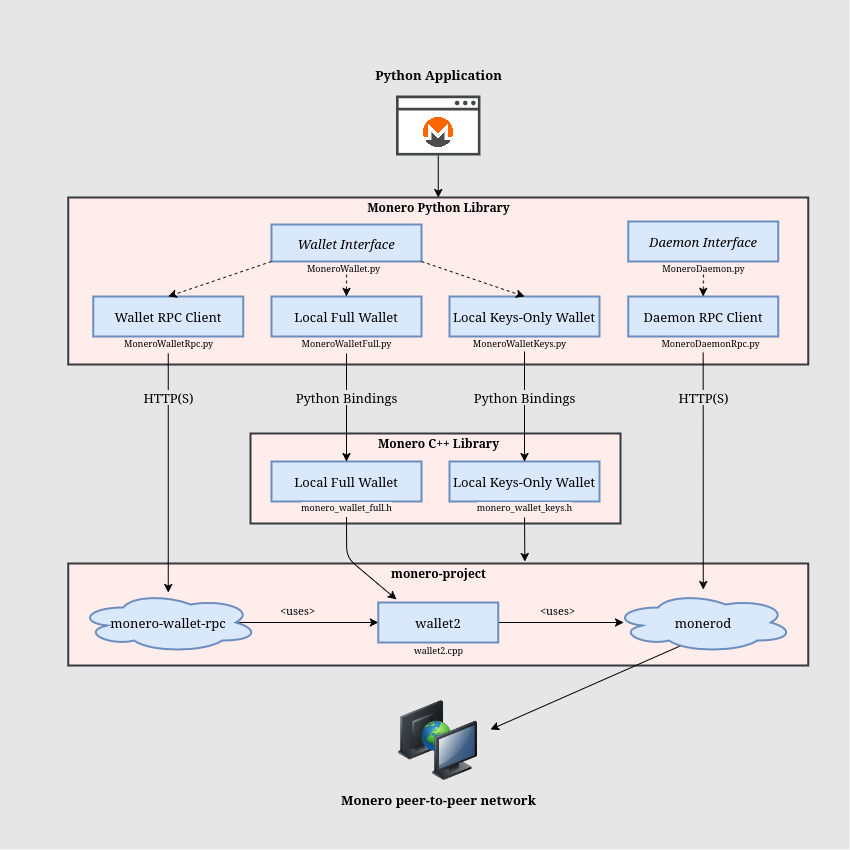 Python Application
Monero Python Library
Wallet Interface
MoneroWallet.py
Daemon Interface
MoneroDaemon.py
Wallet RPC Client
MoneroWalletRpc.py
Local Full Wallet
MoneroWalletFull.py
Local Keys-Only Wallet
MoneroWalletKeys.py
Daemon RPC Client
MoneroDaemonRpc.py
HTTP(S)
Python Bindings
Python Bindings
HTTP(S)
Monero C++ Library
Local Full Wallet
monero_wallet_full.h
Local Keys-Only Wallet
monero_wallet_keys.h
monero-project
monero-wallet-rpc
<uses>
wallet2
wallet2.cpp
<uses>
monerod
Monero peer-to-peer network